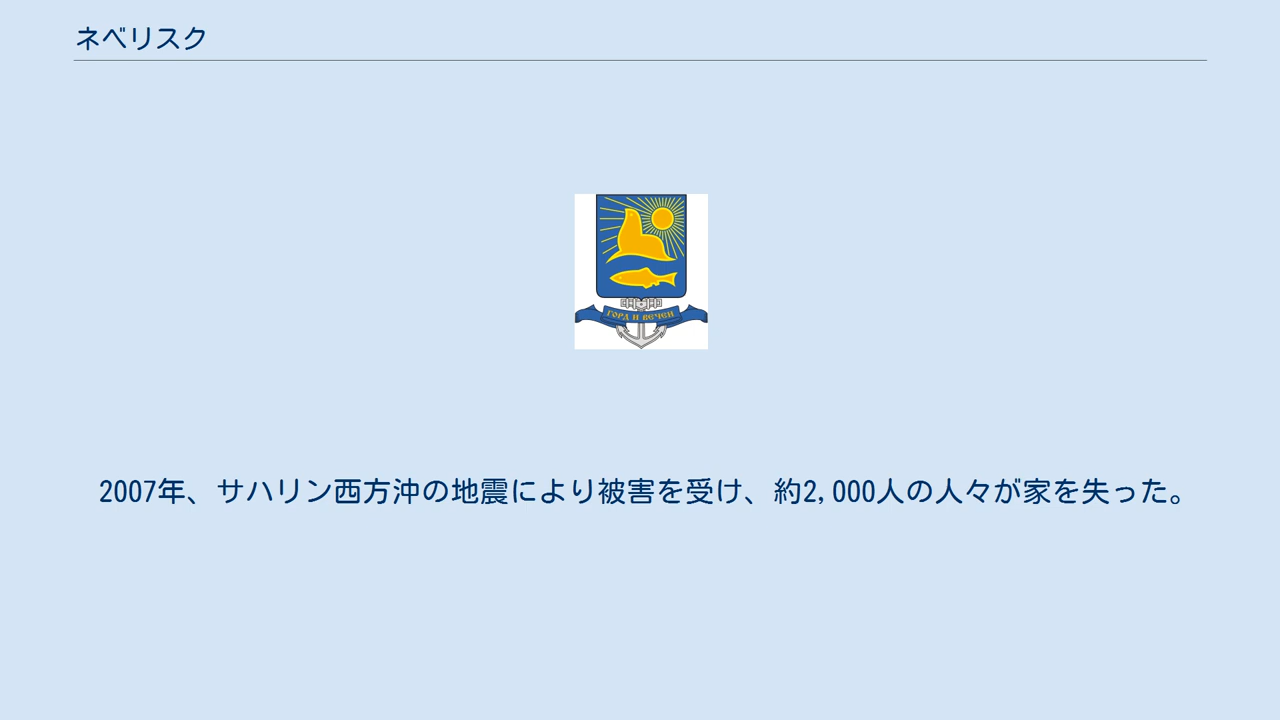 ネベリスク
ГОРД И ВЕЧЕН
2007年、サハリン西方沖の地震により被害を受け、約2,000人の人々が家を失った。